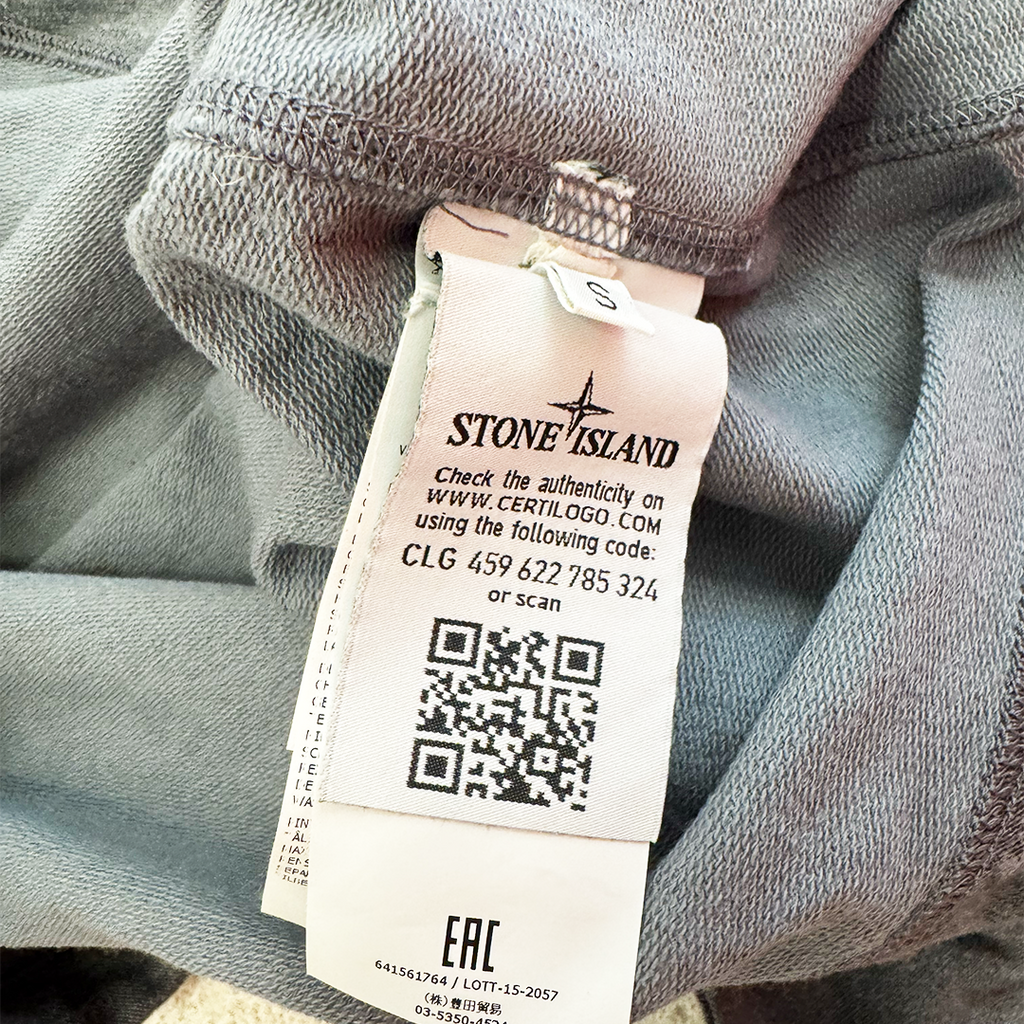 S
STONE ISLAND
Check the authenticity on
WWW.CERTILOGO.COM
using the following code:
CLG 459 622 785 324
or scan
EAC
641561764 / LOTT-15-2057
(株)豊田貿易